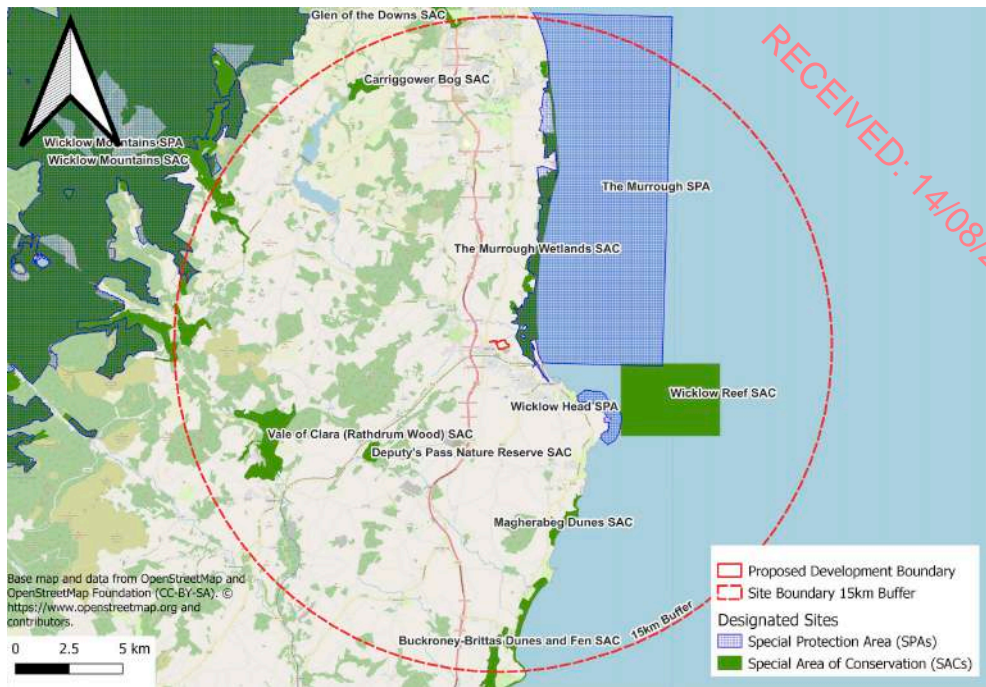 Glen of the Downs SAC
RECEIVED: 14/08/2
Carriggower Bog SAC
Wicklow Mountains SPA
Wicklow Mountains SAC
The Murrough SPA
The Murrough Wetlands SAC
Wicklow Reef SAC
Wicklow Head SPA
Vale of Clara (Rathdrum Wood) SAC
Deputy's Pass Nature Reserve SAC
Magherabeg Dunes SAC
15km Buffer
Buckroney-Brittas Dunes and Fen SAC
Base map and data from OpenStreetMap and
OpenStreetMap Foundation (CC-BY-SA). ©
https://www.openstreetmap.org and
contributors.
0 2.5 5 km
Proposed Development Boundary
Site Boundary 15km Buffer
Designated Sites
Special Protection Area (SPAs)
Special Area of Conservation (SACs)